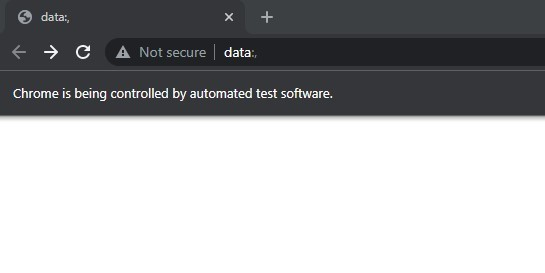 data:,
Not secure | data:,
Chrome is being controlled by automated test software.